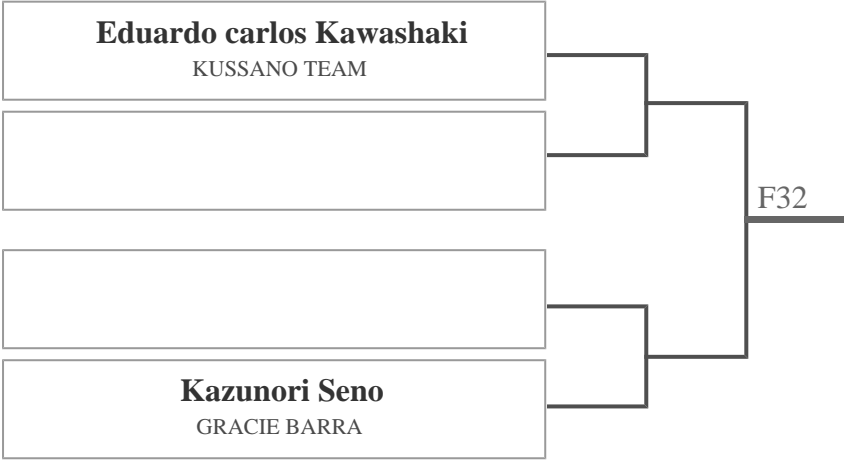 Eduardo carlos Kawashaki
KUSSANO TEAM
F32
Kazunori Seno
GRACIE BARRA